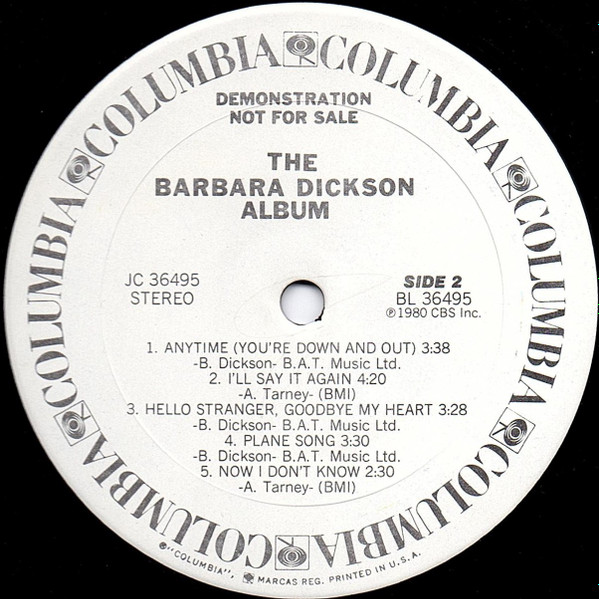 COLUMBIA COLUMBIA COLUMBIA COLUMBIA COLUMBIA COLUMBIA COLUMBIA
DEMONSTRATION
NOT FOR SALE
THE
BARBARA DICKSON
ALBUM
JC 36495
STEREO
SIDE 2
BL 36495
℗1980 CBS Inc.
1. ANYTIME (YOU'RE DOWN AND OUT) 3:38
-B. Dickson- B.A.T. Music Ltd.
2. I'LL SAY IT AGAIN 4:20
-A. Tarney- (BMI)
3. HELLO STRANGER, GOODBYE MY HEART 3:28
-B. Dickson- B.A.T. Music Ltd.
4. PLANE SONG 3:30
-B. Dickson- B.A.T. Music Ltd.
5. NOW I DON'T KNOW 2:30
-A. Tarney- (BMI)
"COLUMBIA", MARCAS REG. PRINTED IN U.S.A.